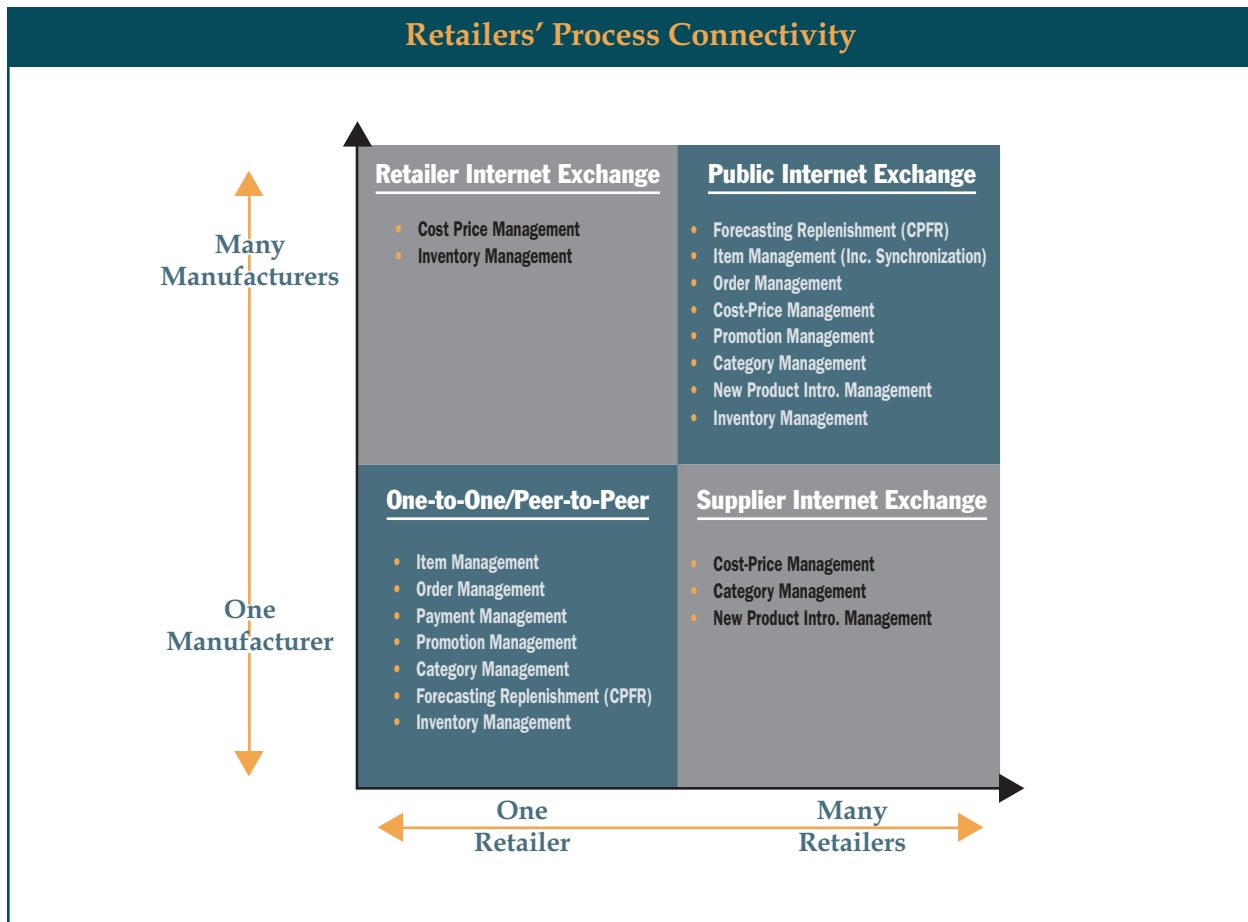 Retailers’ Process Connectivity
Many
Manufacturers
One
Manufacturer
Retailer Internet Exchange
• Cost Price Management
• Inventory Management
Public Internet Exchange
• Forecasting Replenishment (CPFR)
• Item Management (Inc. Synchronization)
• Order Management
• Cost-Price Management
• Promotion Management
• Category Management
• New Product Intro. Management
• Inventory Management
One-to-One/Peer-to-Peer
• Item Management
• Order Management
• Payment Management
• Promotion Management
• Category Management
• Forecasting Replenishment (CPFR)
• Inventory Management
Supplier Internet Exchange
• Cost-Price Management
• Category Management
• New Product Intro. Management
One
Retailer
Many
Retailers